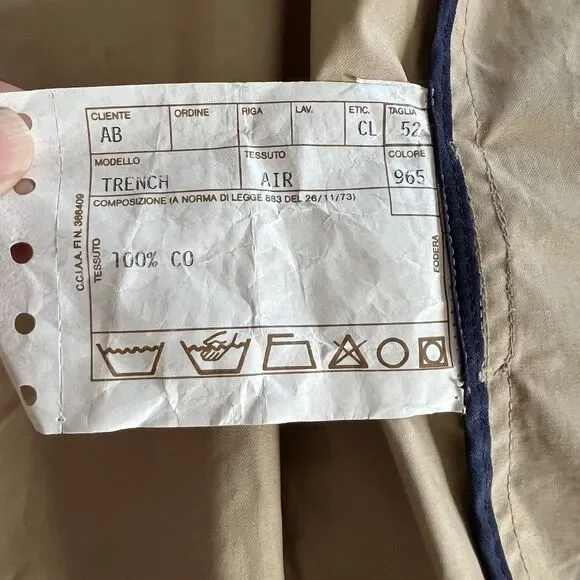 CLIENTE ORDINE RIGA LAV. ETIC. TAGLIA
AB CL 52
MODELLO TESSUTO COLORE
TRENCH AIR 965
COMPOSIZIONE (A NORMA DI LEGGE 883 DEL 26/11/73)
C.C.I.A.A. FI N. 366409
TESSUTO
100% CO
FODERA